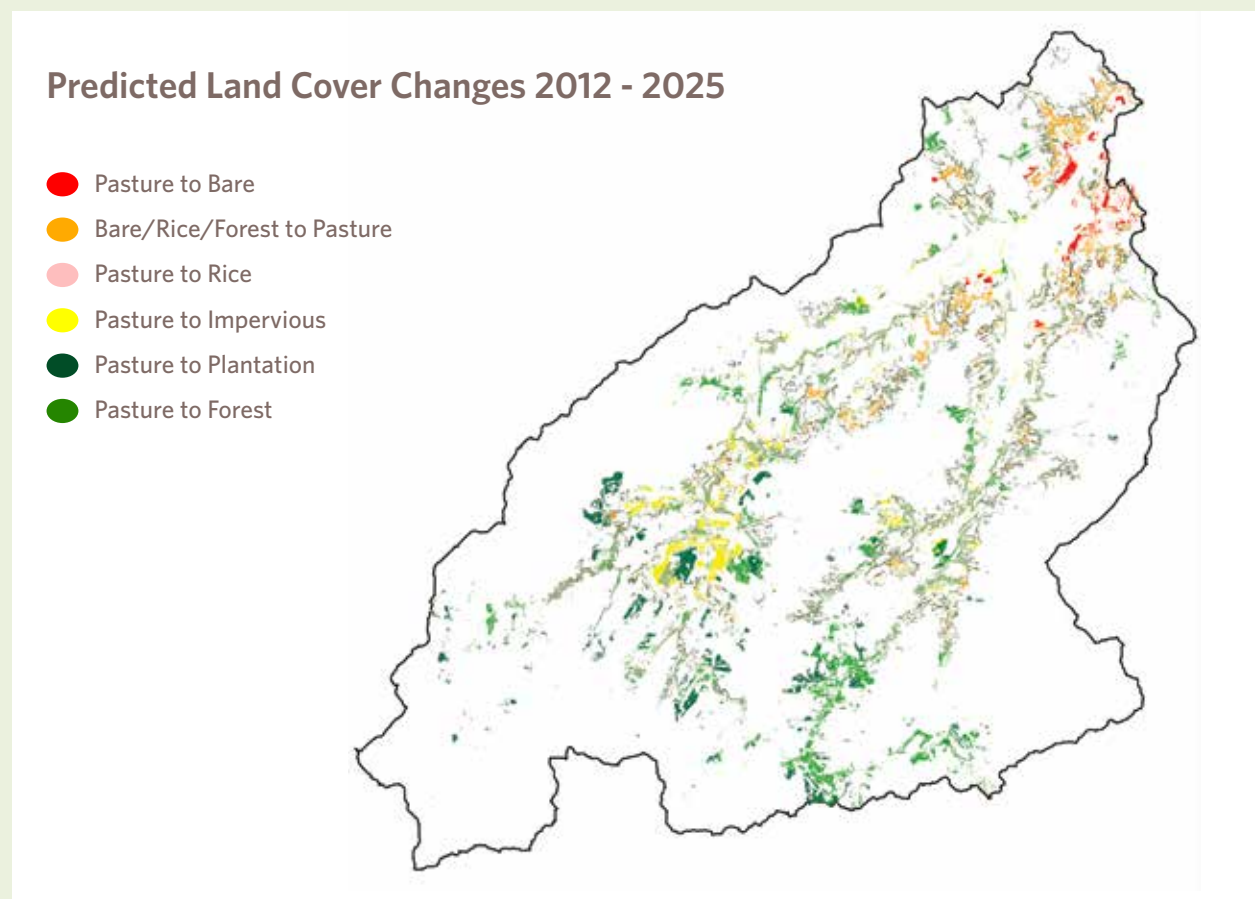 Predicted Land Cover Changes 2012 - 2025
Pasture to Bare
Bare/Rice/Forest to Pasture
Pasture to Rice
Pasture to Impervious
Pasture to Plantation
Pasture to Forest